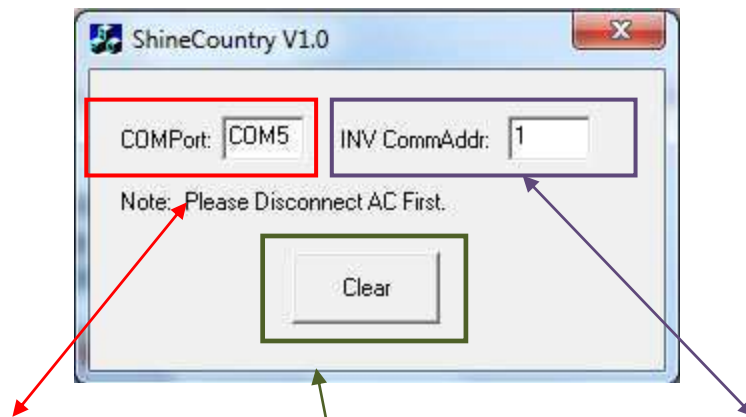 ShineCountry V1.0
COMPort: COM5 INV CommAddr: 1
Note: Please Disconnect AC First.
Clear